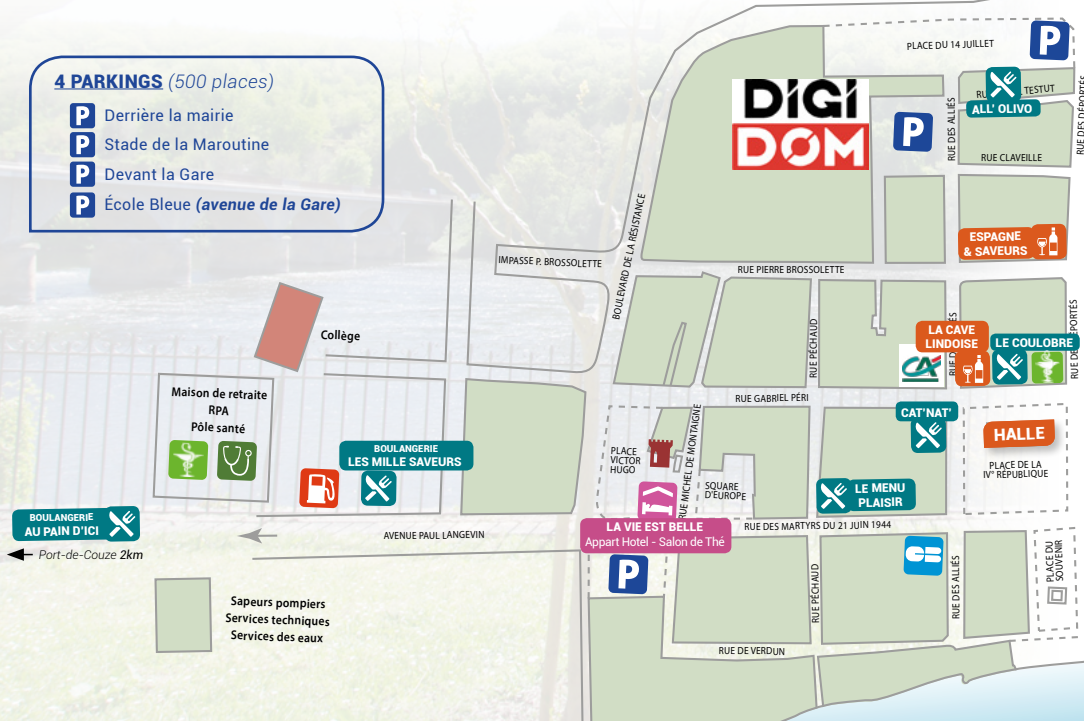 4 PARKINGS (500 places)
P Derrière la mairie
P Stade de la Maroutine
P Devant la Gare
P École Bleue (avenue de la Gare)
PLACE DU 14 JUILLET
P
DIGI
DOM
P
RUE DES ALLIÉS
TESTUT
ALL' OLIVO
RUE DES DÉPORTÉS
RUE CLAVEILLE
ESPAGNE
& SAVEURS
BOULEVARD DE LA RÉSISTANCE
IMPASSE P. BROSSOLETTE
RUE PIERRE BROSSOLETTE
Collège
RUE PÉCHAUD
LA CAVE
LINDOISE
LE COULOBRE
CA
Maison de retraite
RPA
Pôle santé
RUE GABRIEL PÉRI
CAT'NAT'
HALLE
PLACE DE LA
IV° RÉPUBLIQUE
PLACE
VICTOR
HUGO
RUE MICHEL DE MONTAIGNE
SQUARE
D'EUROPE
BOULANGERIE
LES MILLE SAVEURS
LE MENU
PLAISIR
BOULANGERIE
AU PAIN D'ICI
Port-de-Couze 2km
AVENUE PAUL LANGEVIN
LA VIE EST BELLE
Appart Hotel - Salon de Thé
RUE DES MARTYRS DU 21 JUIN 1944
P
RUE PÉCHAUD
RUE DES ALLIÉS
PLACE DU
SOUVENIR
Sapeurs pompiers
Services techniques
Services des eaux
RUE DE VERDUN